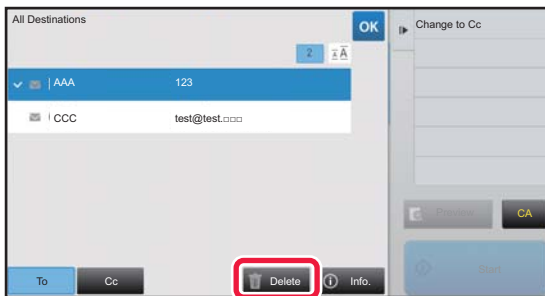 All Destinations
OK
Change to Cc
2
AAA 123
CCC test@test.□□□
Preview
CA
Start
To
Cc
Delete
Info.